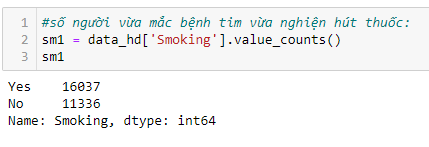 1 #số người vừa mắc bệnh tim vừa nghiện hút thuốc:
2 sm1 = data_hd['Smoking'].value_counts()
3 sm1
Yes    16037
No     11336
Name: Smoking, dtype: int64